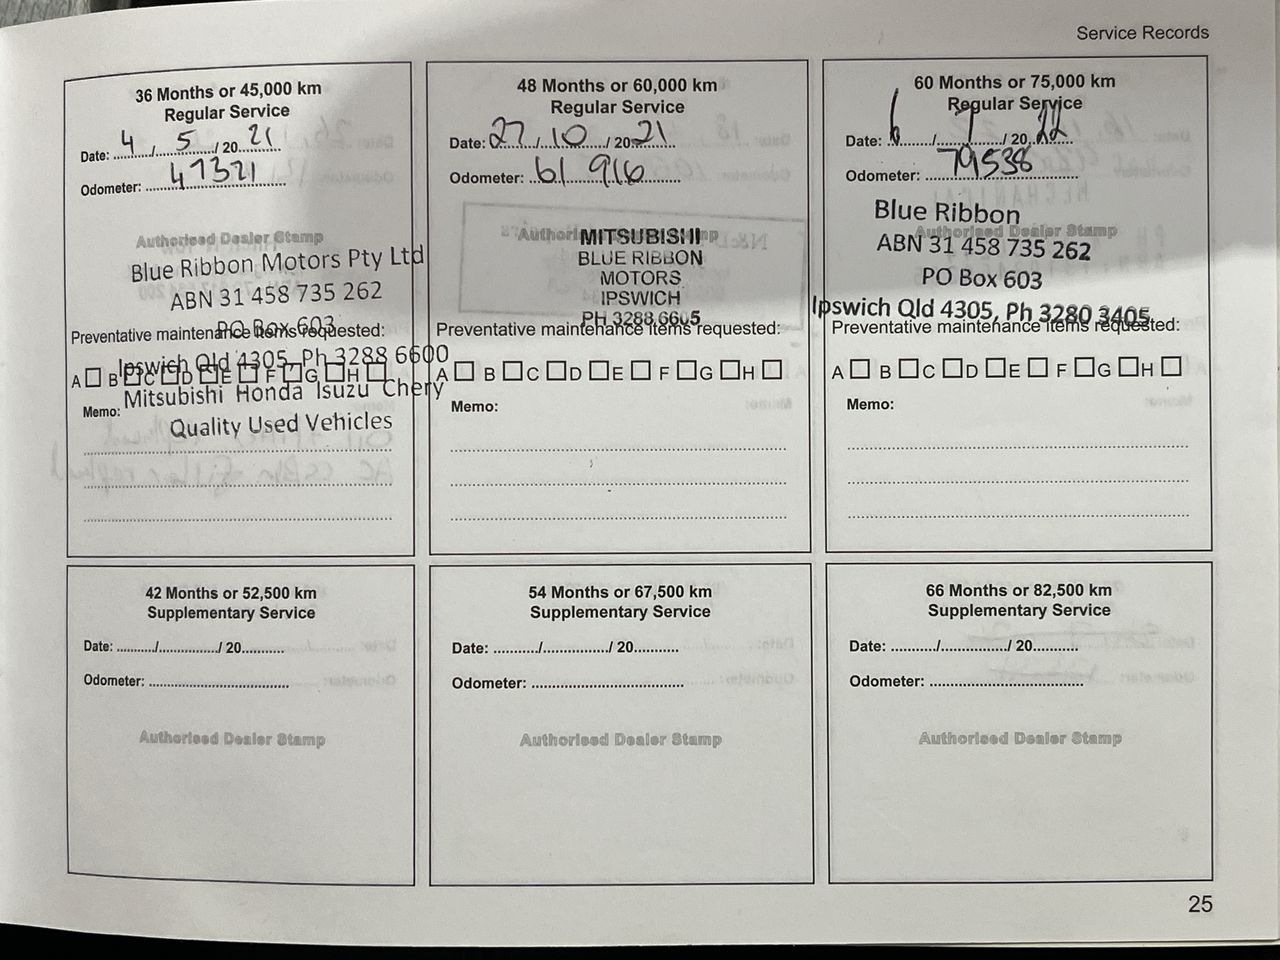 Service Records
36 Months or 45,000 km
Regular Service
Date: 4 / 5 / 20 21
Odometer: 47321
Authorised Dealer Stamp
Blue Ribbon Motors Pty Ltd
ABN 31 458 735 262
PO Box 603
Preventative maintenance items requested:
Ipswich Qld 4305, Ph 3288 6600
A B C D E F G H
Mitsubishi Honda Isuzu Chery
Memo:
Quality Used Vehicles
48 Months or 60,000 km
Regular Service
Date: 27 / 10 / 20 21
Odometer: 61 916
Authorised Dealer Stamp
MITSUBISHI
BLUE RIBBON
MOTORS
IPSWICH
PH 3288 6605
Preventative maintenance items requested:
A B C D E F G H
Memo:
60 Months or 75,000 km
Regular Service
Date: 6 / 7 / 20 22
Odometer: 79538
Blue Ribbon
Authorised Dealer Stamp
ABN 31 458 735 262
PO Box 603
Ipswich Qld 4305, Ph 3280 3405
Preventative maintenance items requested:
A B C D E F G H
Memo:
42 Months or 52,500 km
Supplementary Service
Date: / / 20
Odometer:
Authorised Dealer Stamp
54 Months or 67,500 km
Supplementary Service
Date: / / 20
Odometer:
Authorised Dealer Stamp
66 Months or 82,500 km
Supplementary Service
Date: / / 20
Odometer:
Authorised Dealer Stamp
25